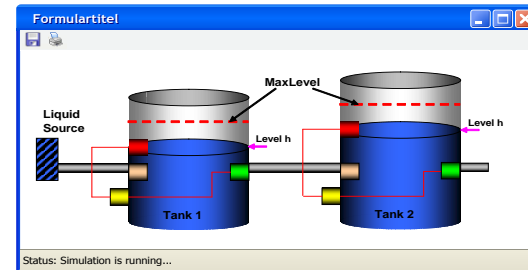 Formulartitel
MaxLevel
Liquid
Source
Level h
Level h
Tank 1
Tank 2
Status: Simulation is running...